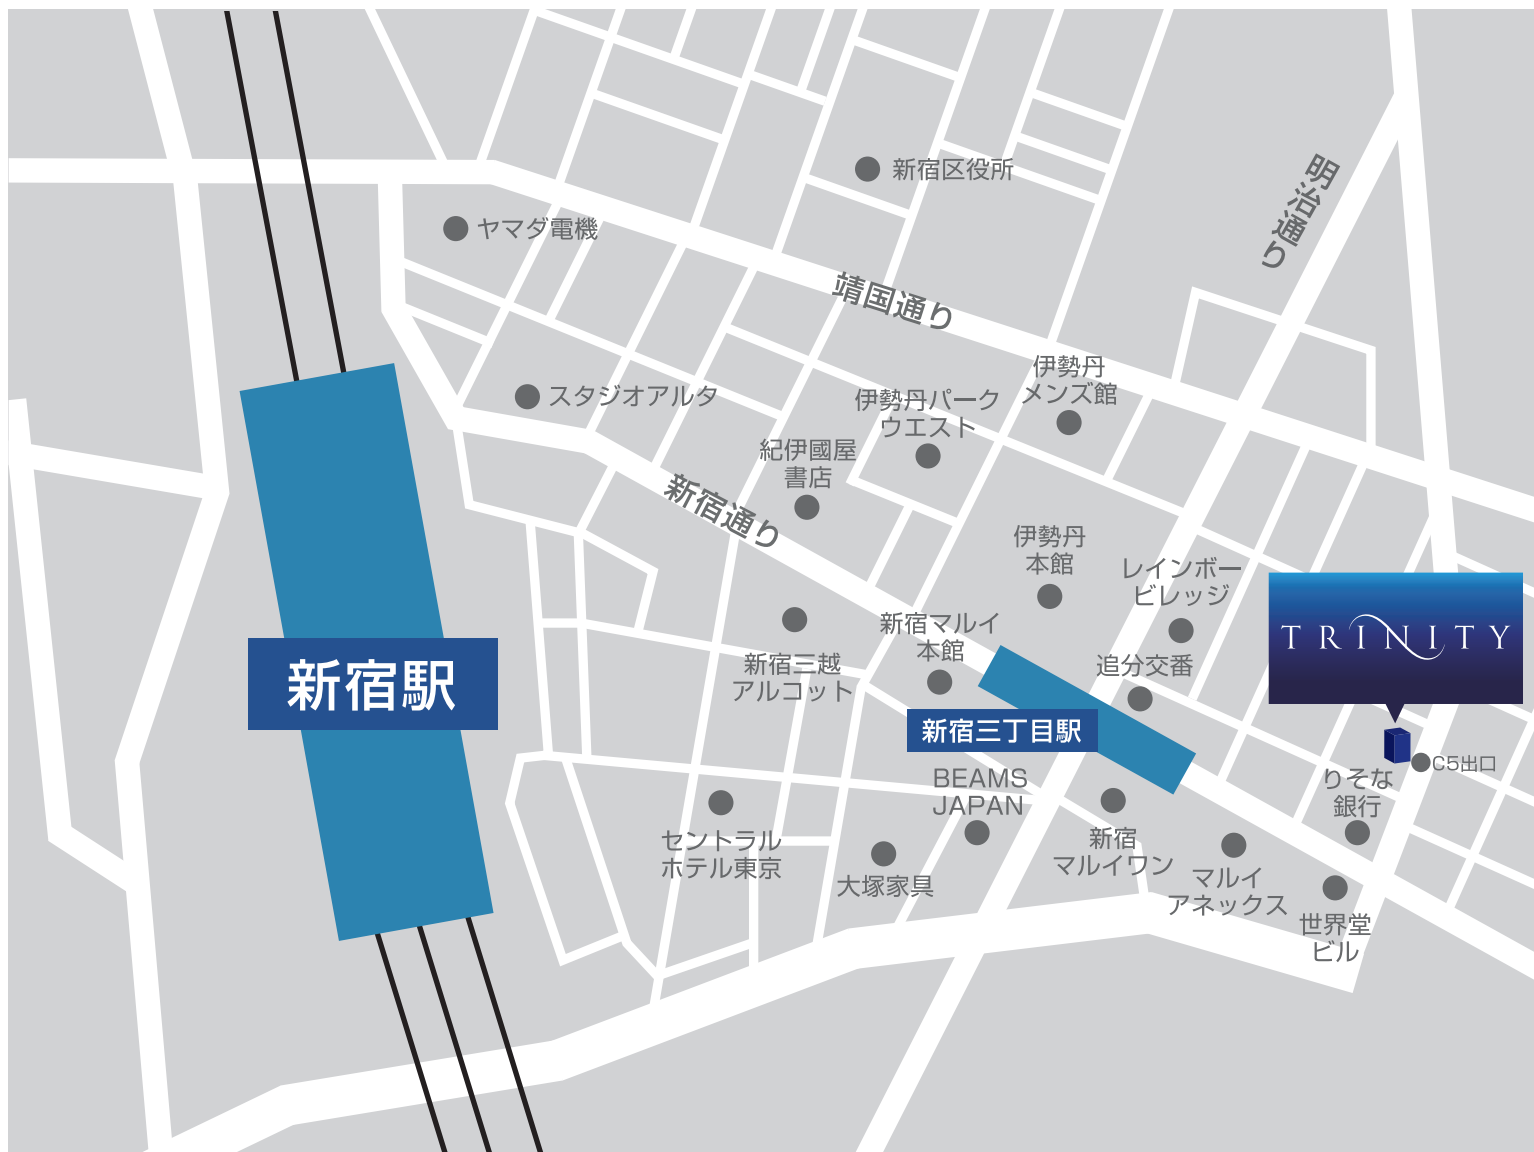 新宿区役所
明治通り
ヤマダ電機
靖国通り
伊勢丹
メンズ館
スタジオアルタ
伊勢丹パーク
ウエスト
紀伊國屋
書店
新宿通り
伊勢丹
本館
レインボー
ビレッジ
TRINITY
新宿マルイ
本館
新宿三越
アルコット
追分交番
新宿駅
新宿三丁目駅
C5出口
りそな
銀行
BEAMS
JAPAN
セントラル
ホテル東京
新宿
マルイワン
大塚家具
マルイ
アネックス
世界堂
ビル